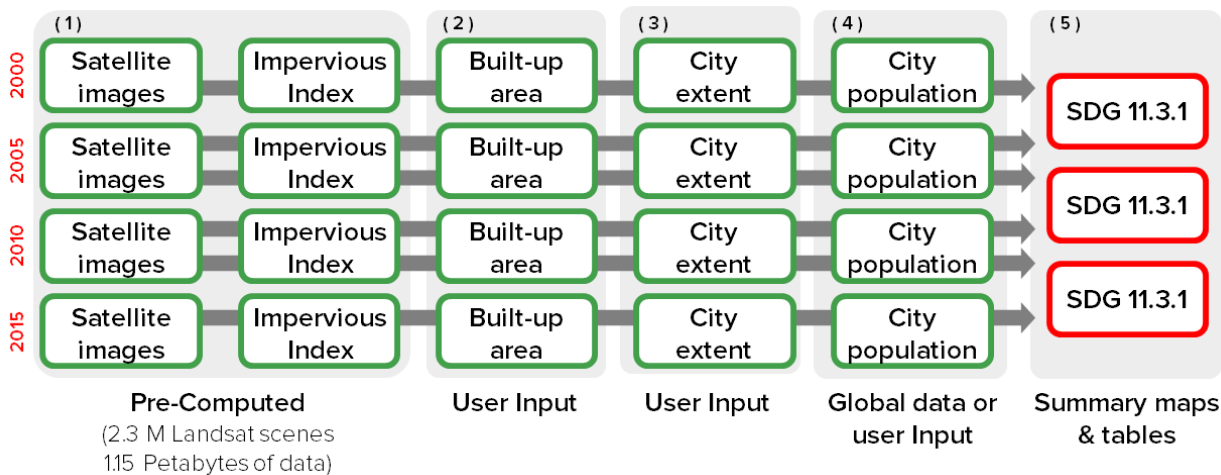 (1)
(2)
(3)
(4)
(5)
2000
Satellite
images
Impervious
Index
Built-up
area
City
extent
City
population
SDG 11.3.1
2005
Satellite
images
Impervious
Index
Built-up
area
City
extent
City
population
SDG 11.3.1
2010
Satellite
images
Impervious
Index
Built-up
area
City
extent
City
population
SDG 11.3.1
2015
Satellite
images
Impervious
Index
Built-up
area
City
extent
City
population
Pre-Computed
(2.3 M Landsat scenes
1.15 Petabytes of data)
User Input
User Input
Global data or
user Input
Summary maps
& tables